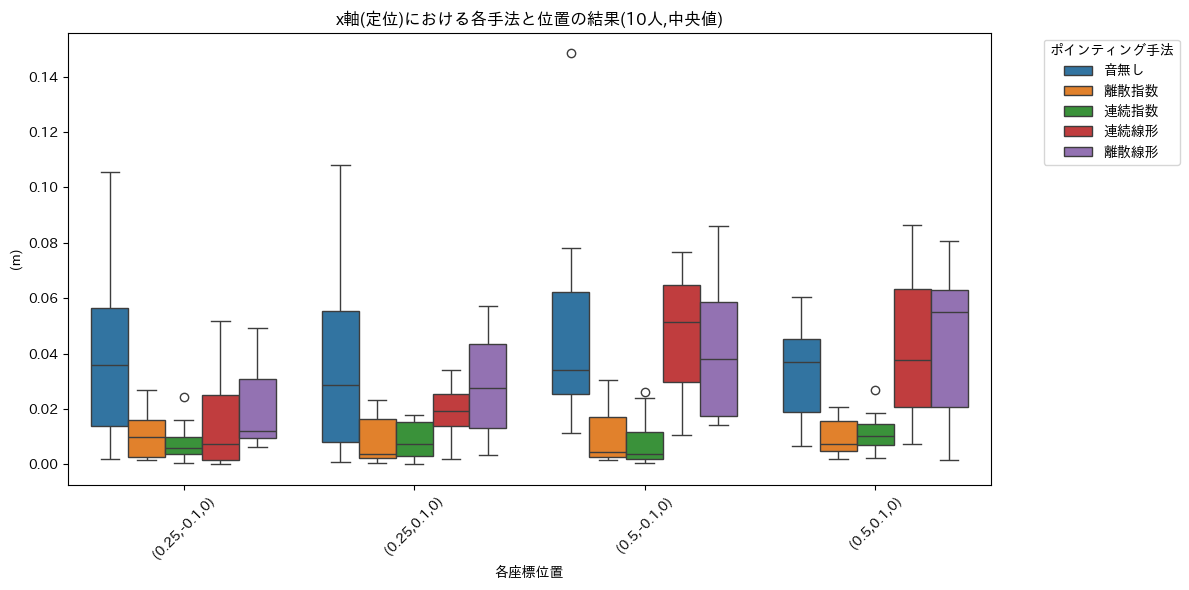 x軸(定位)における各手法と位置の結果(10人,中央値)
ポインティング手法
音無し
離散指数
連続指数
連続線形
離散線形
(m)
0.14
0.12
0.10
0.08
0.06
0.04
0.02
0.00
(0.25,-0.1,0)
(0.25,0.1,0)
(0.5,-0.1,0)
(0.5,0.1,0)
各座標位置